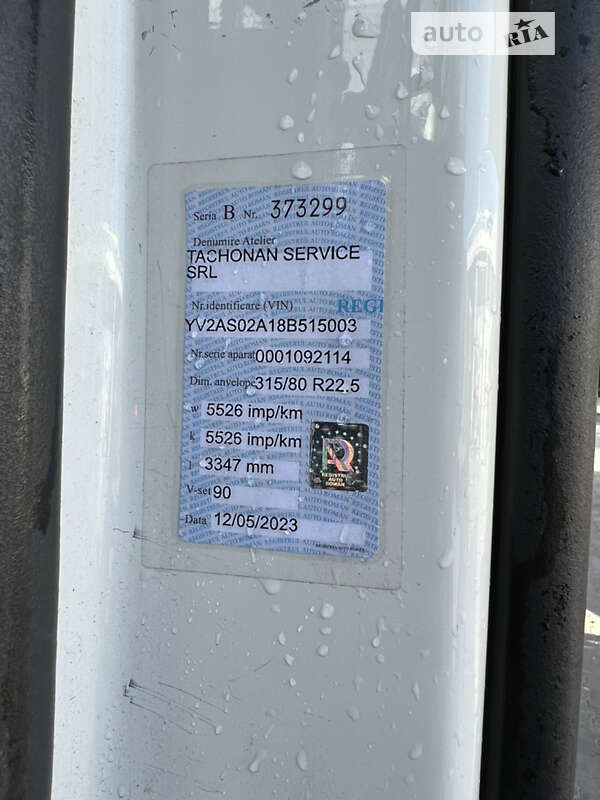 auto RIA
Seria B Nr. 373299
Denumire Atelier
TACHONAN SERVICE
SRL
Nr.identificare (VIN)
REGI
YV2AS02A18B515003
Nr.serie aparat 0001092114
Dim. anvelope 315/80 R22.5
w 5526 imp/km
k 5526 imp/km
l 3347 mm
REGISTRUL
AUTO
ROMAN
V-set 90
Data 12/05/2023